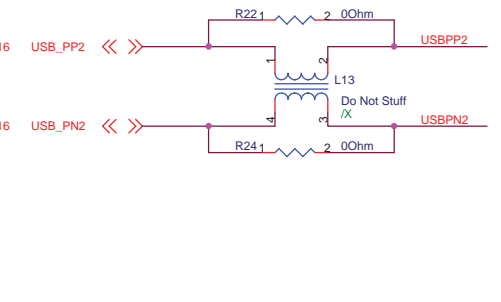 R22 1 2 0Ohm
16 USB_PP2 USBPP2
1 2
L13
Do Not Stuff
/X
4 3
16 USB_PN2 USBPN2
R24 1 2 0Ohm